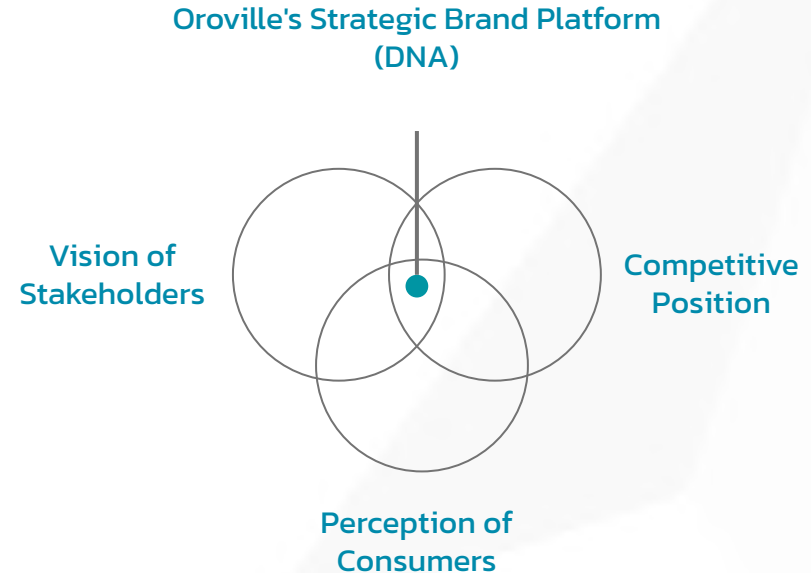 Oroville's Strategic Brand Platform
(DNA)
Vision of
Stakeholders
Competitive
Position
Perception of
Consumers